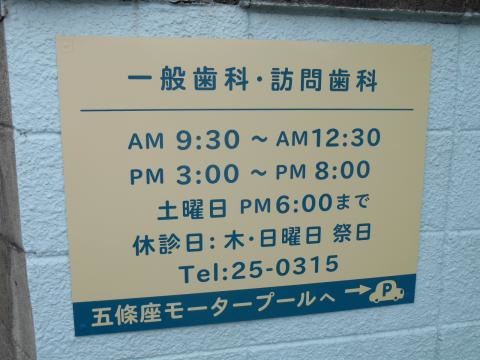 一般歯科・訪問歯科
AM 9:30 ～ AM12:30
PM 3:00 ～ PM 8:00
土曜日 PM6:00まで
休診日: 木・日曜日 祭日
Tel:25-0315
五條座モータープールへ → P